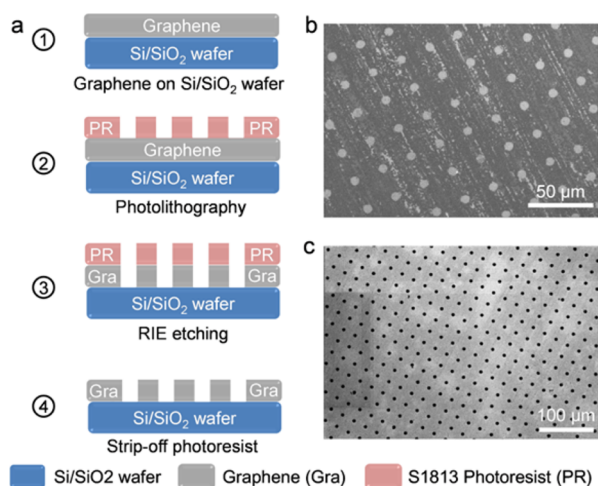 a
①
Graphene
Si/SiO₂ wafer
Graphene on Si/SiO₂ wafer
②
PR PR
Graphene
Si/SiO₂ wafer
Photolithography
③
PR PR
Gra Gra
Si/SiO₂ wafer
RIE etching
④
Gra Gra
Si/SiO₂ wafer
Strip-off photoresist
b
50 µm
c
100 µm
Si/SiO2 wafer Graphene (Gra) S1813 Photoresist (PR)